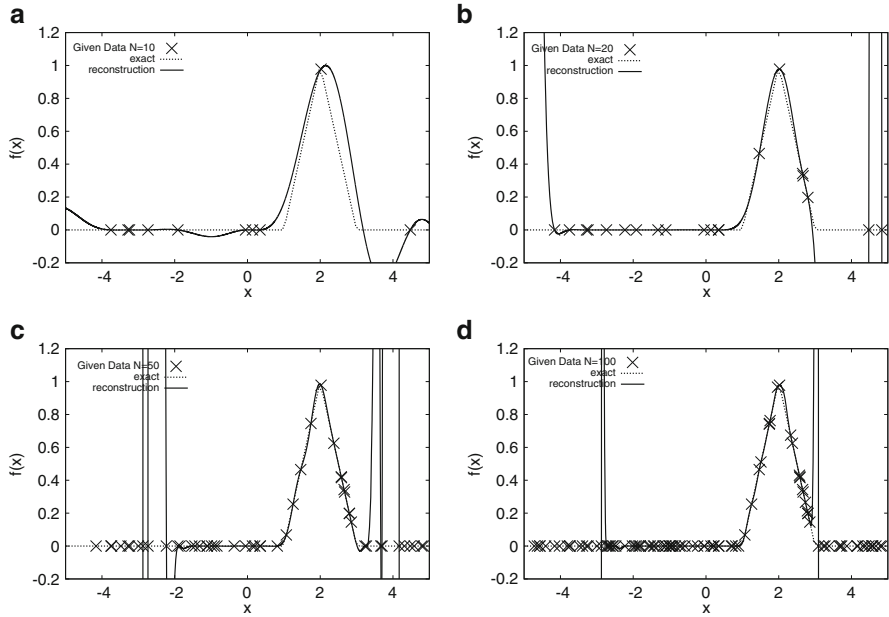 a
1.2
1
0.8
0.6
0.4
0.2
0
-0.2
f(x)
Given Data N=10
exact
reconstruction
-4
-2
0
2
4
x
b
1.2
1
0.8
0.6
0.4
0.2
0
-0.2
f(x)
Given Data N=20
exact
reconstruction
-4
-2
0
2
4
x
c
1.2
1
0.8
0.6
0.4
0.2
0
-0.2
f(x)
Given Data N=50
exact
reconstruction
-4
-2
0
2
4
x
d
1.2
1
0.8
0.6
0.4
0.2
0
-0.2
f(x)
Given Data N=100
exact
reconstruction
-4
-2
0
2
4
x